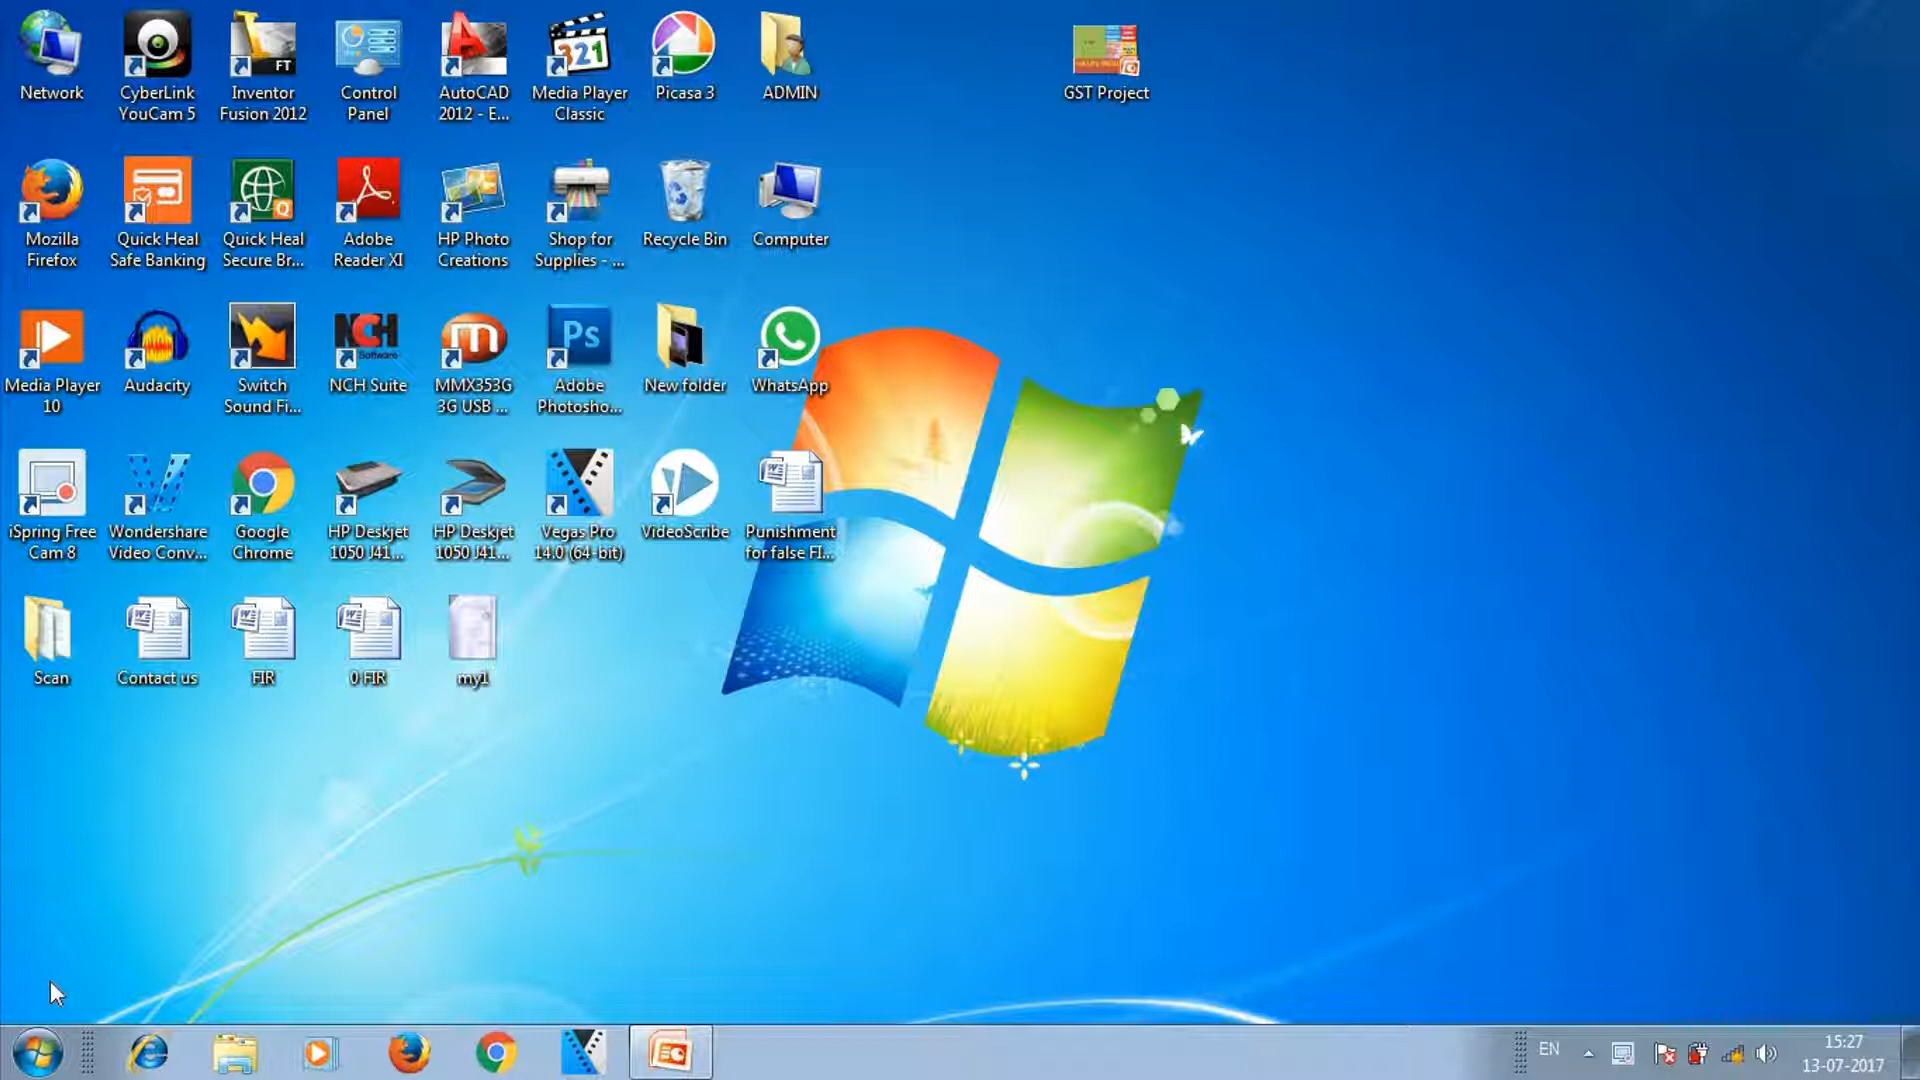 Network
CyberLink
YouCam 5
Inventor
Fusion 2012
Control
Panel
AutoCAD
2012 - E...
Media Player
Classic
Picasa 3
ADMIN
GST Project
FT
321
Mozilla
Firefox
Quick Heal
Safe Banking
Quick Heal
Secure Br...
Adobe
Reader XI
HP Photo
Creations
Shop for
Supplies - ...
Recycle Bin
Computer
Q
Media Player
10
Audacity
Switch
Sound Fi...
NCH Suite
MMX353G
3G USB ...
Adobe
Photosho...
New folder
WhatsApp
NCH
Software
Ps
iSpring Free
Cam 8
Wondershare
Video Conv...
Google
Chrome
HP Deskjet
1050 J41...
HP Deskjet
1050 J41...
Vegas Pro
14.0 (64-bit)
VideoScribe
Punishment
for false FI...
Scan
Contact us
FIR
0 FIR
my1
EN
15:27
13-07-2017